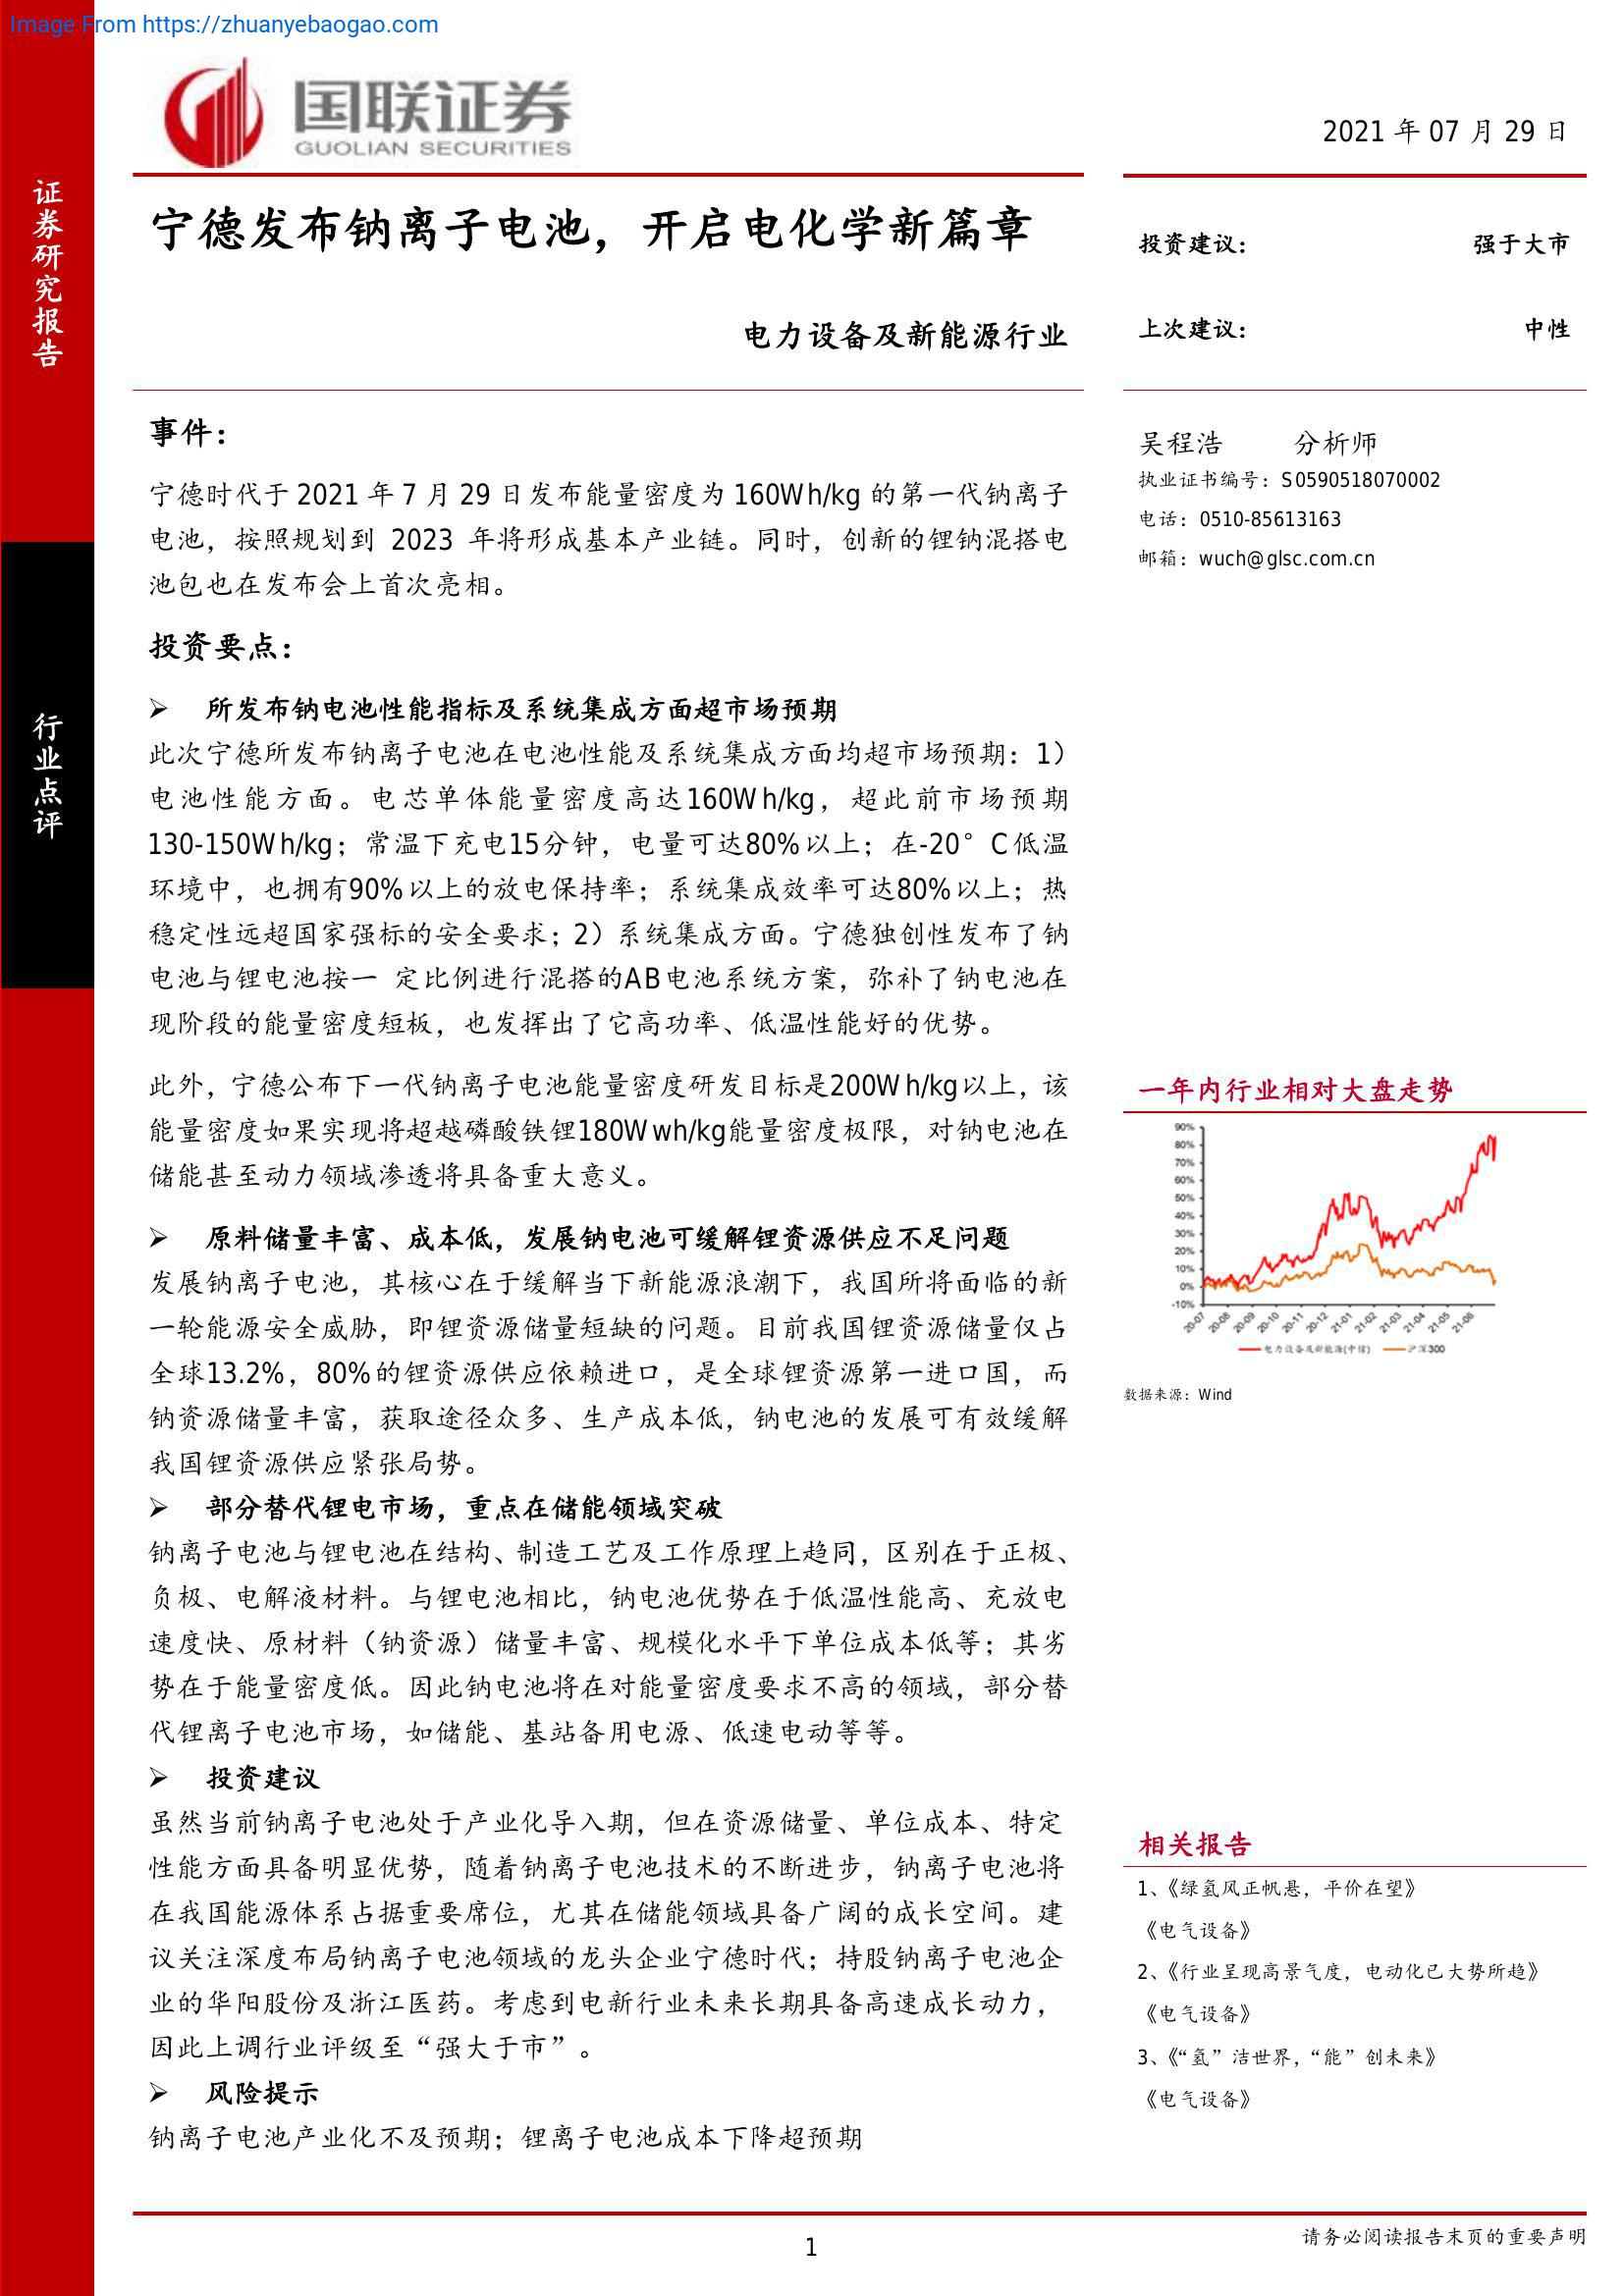 Image From https://zhuanyebaogao.com
国联证券
GUOLIAN SECURITIES
2021 年 07 月 29 日
证券研究报告
行业点评
宁德发布钠离子电池，开启电化学新篇章
电力设备及新能源行业
投资建议： 强于大市
上次建议： 中性
吴程浩 分析师
执业证书编号：S0590518070002
电话：0510-85613163
邮箱：wuch@glsc.com.cn
事件：
宁德时代于 2021 年 7 月 29 日发布能量密度为 160Wh/kg 的第一代钠离子
电池，按照规划到 2023 年将形成基本产业链。同时，创新的锂钠混搭电
池包也在发布会上首次亮相。
投资要点：
➢ 所发布钠电池性能指标及系统集成方面超市场预期
此次宁德所发布钠离子电池在电池性能及系统集成方面均超市场预期：1）
电池性能方面。电芯单体能量密度高达160Wh/kg，超此前市场预期
130-150Wh/kg；常温下充电15分钟，电量可达80%以上；在-20°C低温
环境中，也拥有90%以上的放电保持率；系统集成效率可达80%以上；热
稳定性远超国家强标的安全要求；2）系统集成方面。宁德独创性发布了钠
电池与锂电池按一 定比例进行混搭的AB电池系统方案，弥补了钠电池在
现阶段的能量密度短板，也发挥出了它高功率、低温性能好的优势。
此外，宁德公布下一代钠离子电池能量密度研发目标是200Wh/kg以上，该
能量密度如果实现将超越磷酸铁锂180Wwh/kg能量密度极限，对钠电池在
储能甚至动力领域渗透将具备重大意义。
➢ 原料储量丰富、成本低，发展钠电池可缓解锂资源供应不足问题
发展钠离子电池，其核心在于缓解当下新能源浪潮下，我国所将面临的新
一轮能源安全威胁，即锂资源储量短缺的问题。目前我国锂资源储量仅占
全球13.2%，80%的锂资源供应依赖进口，是全球锂资源第一进口国，而
钠资源储量丰富，获取途径众多、生产成本低，钠电池的发展可有效缓解
我国锂资源供应紧张局势。
➢ 部分替代锂电市场，重点在储能领域突破
钠离子电池与锂电池在结构、制造工艺及工作原理上趋同，区别在于正极、
负极、电解液材料。与锂电池相比，钠电池优势在于低温性能高、充放电
速度快、原材料（钠资源）储量丰富、规模化水平下单位成本低等；其劣
势在于能量密度低。因此钠电池将在对能量密度要求不高的领域，部分替
代锂离子电池市场，如储能、基站备用电源、低速电动等等。
➢ 投资建议
虽然当前钠离子电池处于产业化导入期，但在资源储量、单位成本、特定
性能方面具备明显优势，随着钠离子电池技术的不断进步，钠离子电池将
在我国能源体系占据重要席位，尤其在储能领域具备广阔的成长空间。建
议关注深度布局钠离子电池领域的龙头企业宁德时代；持股钠离子电池企
业的华阳股份及浙江医药。考虑到电新行业未来长期具备高速成长动力，
因此上调行业评级至“强大于市”。
➢ 风险提示
钠离子电池产业化不及预期；锂离子电池成本下降超预期
一年内行业相对大盘走势
90%
80%
70%
60%
50%
40%
30%
20%
10%
0%
-10%
20-07 20-08 20-09 20-10 20-11 20-12 21-01 21-02 21-03 21-04 21-05 21-06
电力设备及新能源(中信) 沪深300
数据来源：Wind
相关报告
1、《绿氢风正帆悬，平价在望》
《电气设备》
2、《行业呈现高景气度，电动化已大势所趋》
《电气设备》
3、《“氢”洁世界，“能”创未来》
《电气设备》
1
请务必阅读报告末页的重要声明